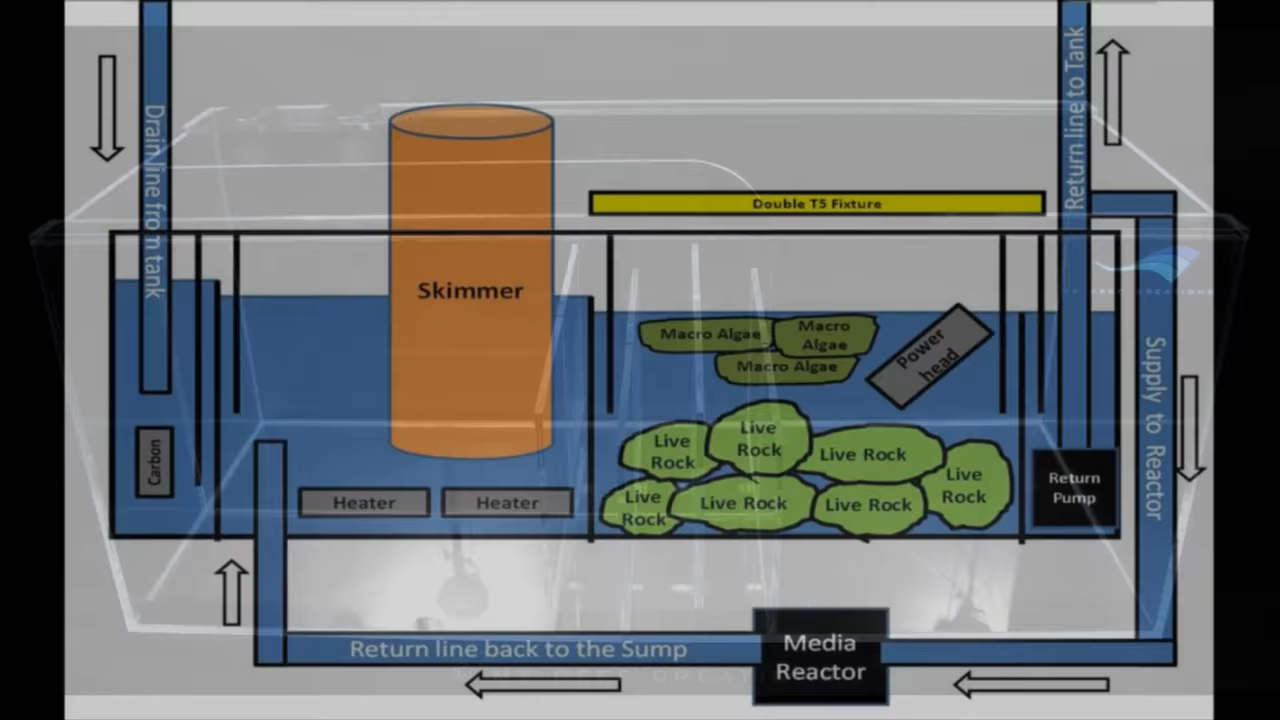 Drain line from tank
Return line to Tank
Double T5 Fixture
Skimmer
Macro Algae
Macro
Algae
Macro Algae
Power
head
Supply to Reactor
Carbon
Heater
Heater
Live
Rock
Live
Rock
Live Rock
Live
Rock
Live
Rock
Live Rock
Live Rock
Return
Pump
Return line back to the Sump
Media
Reactor